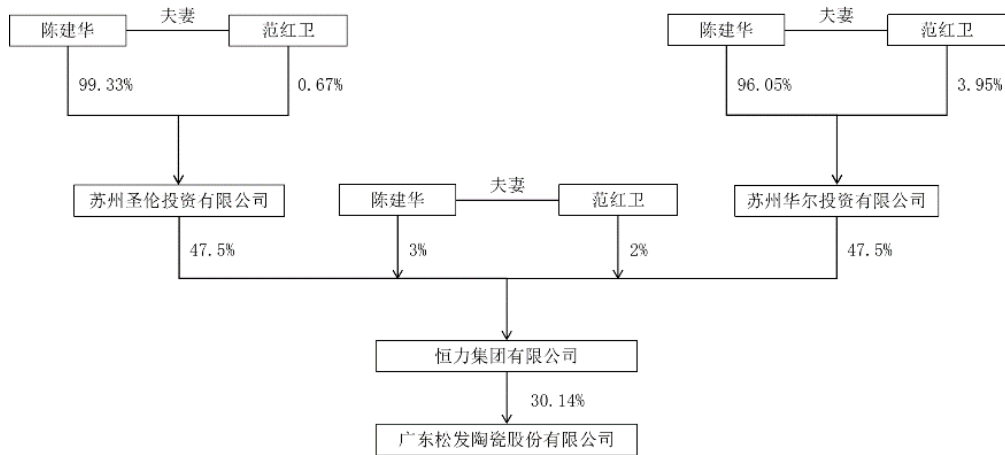 夫妻
陈建华
范红卫
夫妻
陈建华
范红卫
99.33%
0.67%
96.05%
3.95%
苏州圣伦投资有限公司
夫妻
陈建华
范红卫
苏州华尔投资有限公司
47.5%
3%
2%
47.5%
恒力集团有限公司
30.14%
广东松发陶瓷股份有限公司